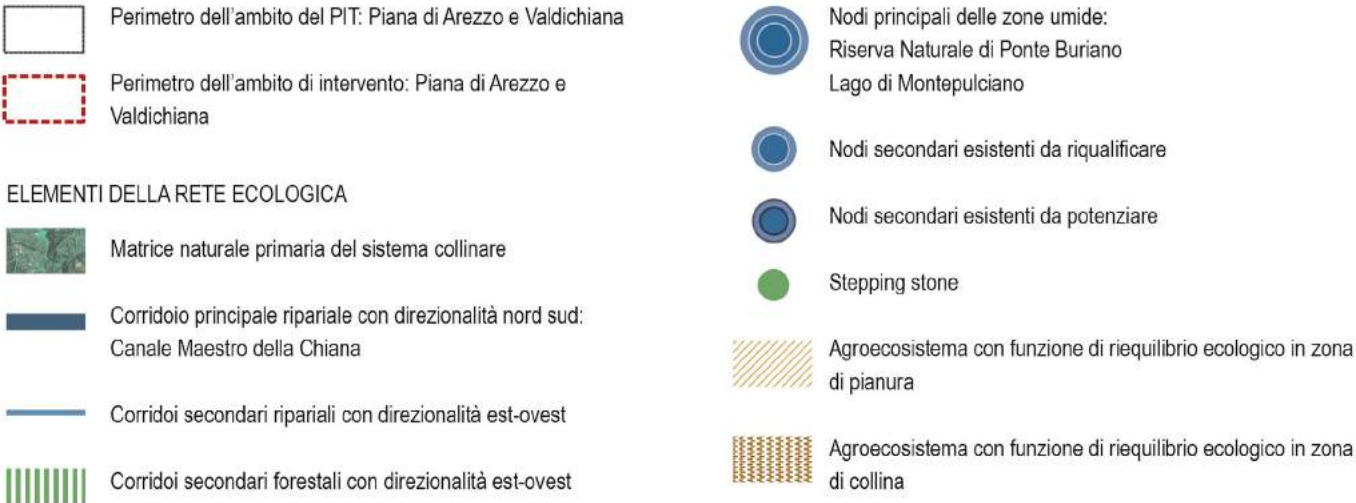 Perimetro dell'ambito del PIT: Piana di Arezzo e Valdichiana
Perimetro dell'ambito di intervento: Piana di Arezzo e
Valdichiana
ELEMENTI DELLA RETE ECOLOGICA
Matrice naturale primaria del sistema collinare
Corridoio principale ripariale con direzionalità nord sud:
Canale Maestro della Chiana
Corridoi secondari ripariali con direzionalità est-ovest
Corridoi secondari forestali con direzionalità est-ovest
Nodi principali delle zone umide:
Riserva Naturale di Ponte Buriano
Lago di Montepulciano
Nodi secondari esistenti da riqualificare
Nodi secondari esistenti da potenziare
Stepping stone
Agroecosistema con funzione di riequilibrio ecologico in zona
di pianura
Agroecosistema con funzione di riequilibrio ecologico in zona
di collina